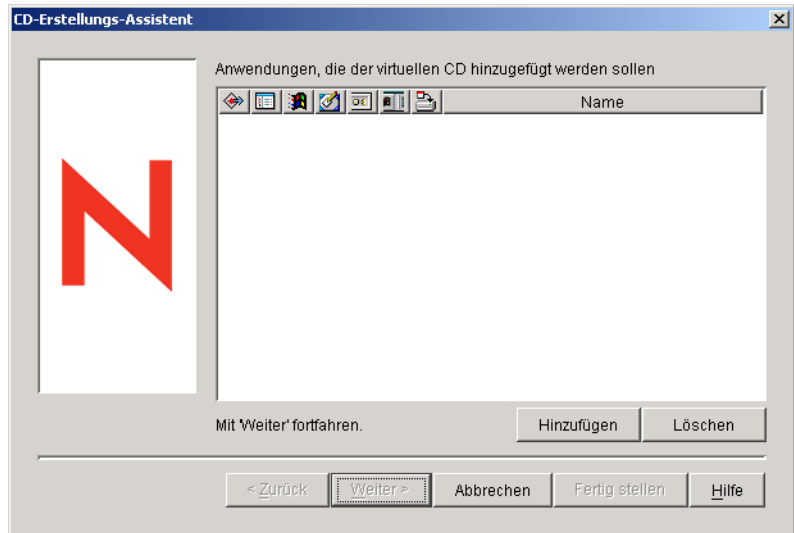 CD-Erstellungs-Assistent
Anwendungen, die der virtuellen CD hinzugefügt werden sollen
Name
N
Mit 'Weiter' fortfahren.
Hinzufügen
Löschen
< Zurück
Weiter >
Abbrechen
Fertig stellen
Hilfe